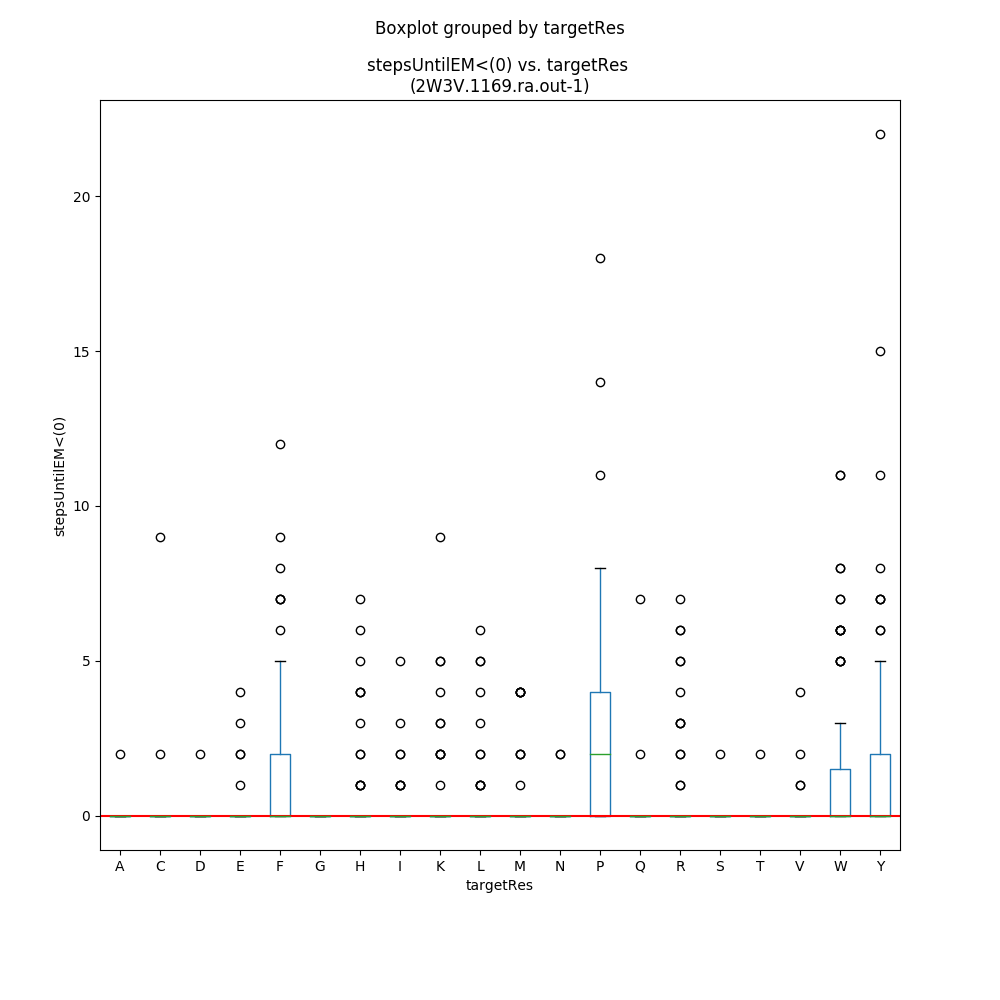 Boxplot grouped by targetRes
stepsUntilEM<(0) vs. targetRes
(2W3V.1169.ra.out-1)
20
15
10
5
0
stepsUntilEM<(0)
A C D E F G H I K L M N P Q R S T V W Y
targetRes